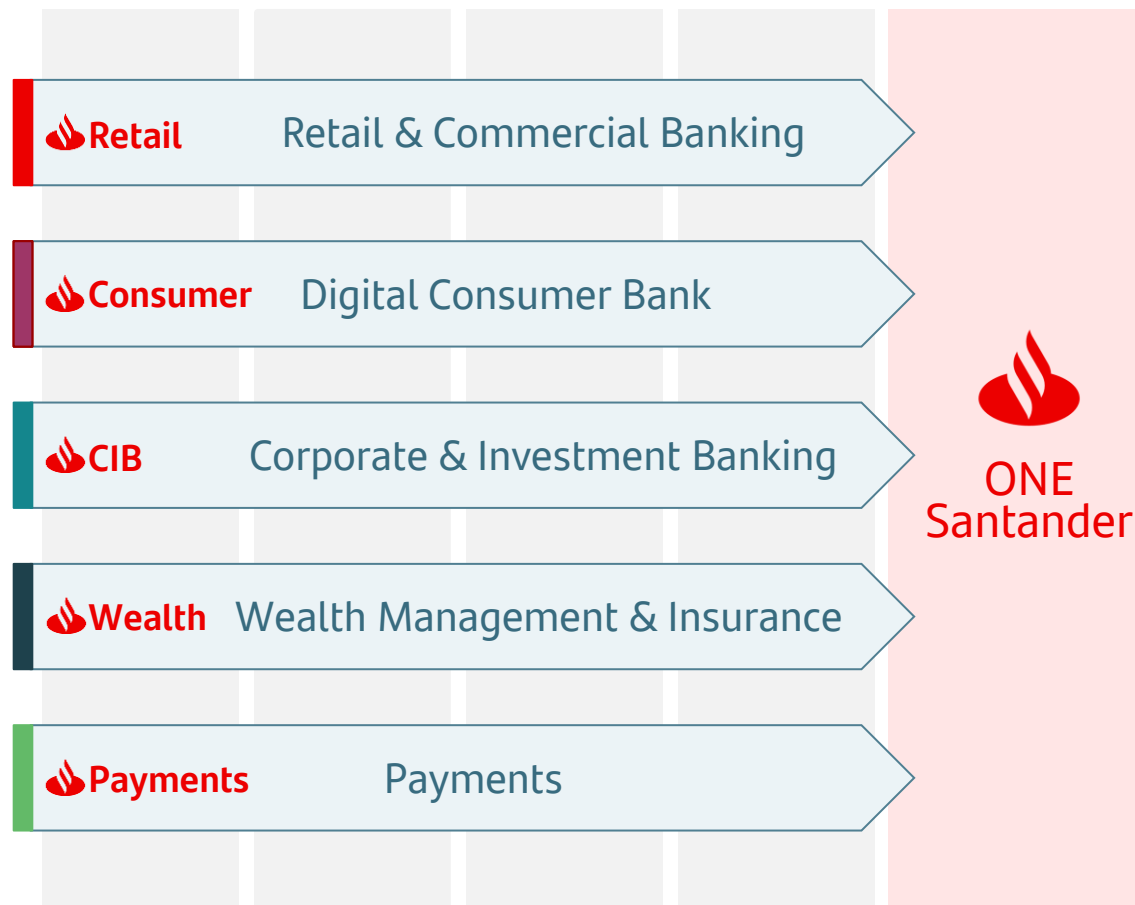 Retail Retail & Commercial Banking
Consumer Digital Consumer Bank
CIB Corporate & Investment Banking
ONE
Santander
Wealth Wealth Management & Insurance
Payments Payments